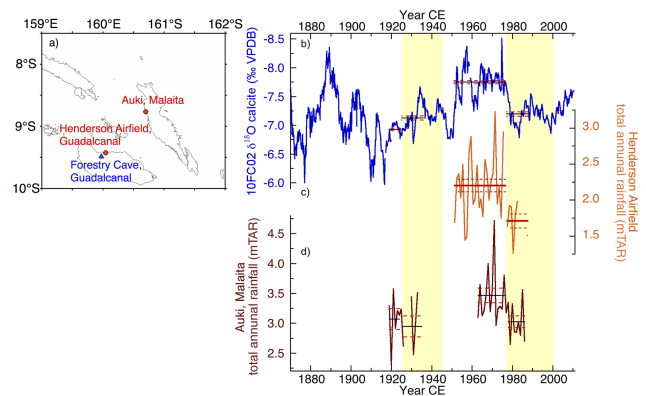 159°E 160°E 161°E 162°E
8°S
9°S
10°S
a)
Auki, Malaita
Henderson Airfield,
Guadalcanal
Forestry Cave,
Guadalcanal
Year CE
1880 1900 1920 1940 1960 1980 2000
b)
10FC02 δ18O calcite (‰ VPDB)
-8.5
-8.0
-7.5
-7.0
-6.5
-6.0
c)
Henderson Airfield
total annunal rainfall (mTAR)
3.0
2.5
2.0
1.5
d)
Auki, Malaita
total annunal rainfall (mTAR)
4.5
4.0
3.5
3.0
2.5
1880 1900 1920 1940 1960 1980 2000
Year CE